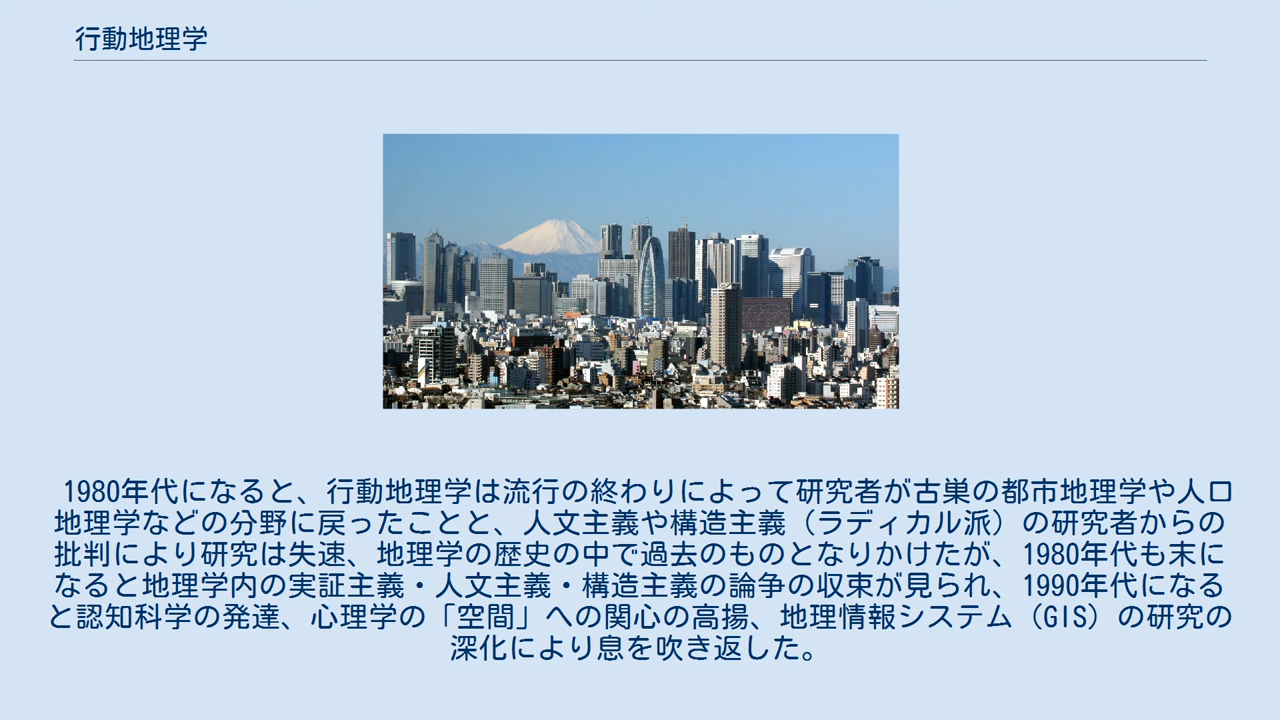 行動地理学
1980年代になると、行動地理学は流行の終わりによって研究者が古巣の都市地理学や人口
地理学などの分野に戻ったことと、人文主義や構造主義（ラディカル派）の研究者からの
批判により研究は失速、地理学の歴史の中で過去のものとなりかけたが、1980年代も末に
なると地理学内の実証主義・人文主義・構造主義の論争の収束が見られ、1990年代になる
と認知科学の発達、心理学の「空間」への関心の高揚、地理情報システム（GIS）の研究の
深化により息を吹き返した。